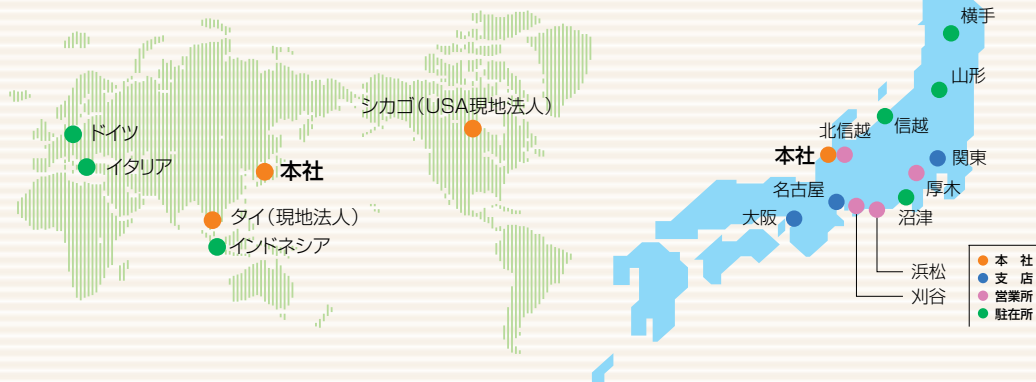 シカゴ(USA現地法人)
ドイツ
イタリア
本社
タイ(現地法人)
インドネシア
横手
山形
信越
北信越
本社
関東
名古屋
厚木
大阪
沼津
浜松
刈谷
本 社
支 店
営業所
駐在所